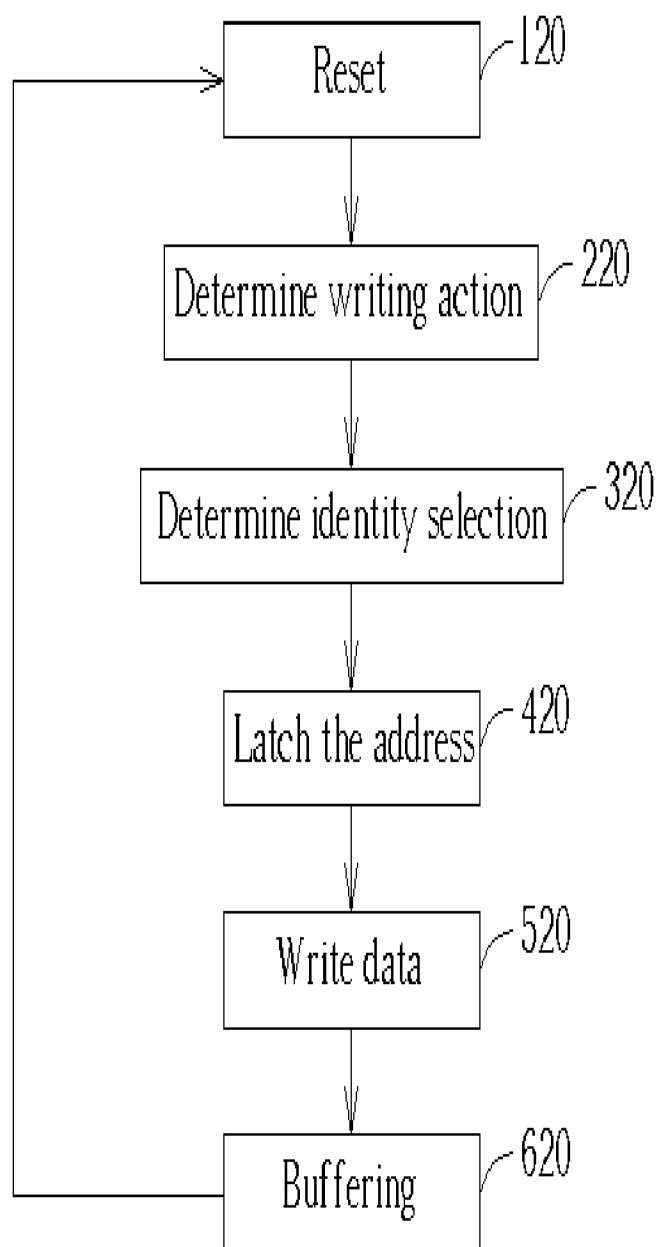 Reset
120
Determine writing action
220
Determine identity selection
320
Latch the address
420
Write data
520
Buffering
620